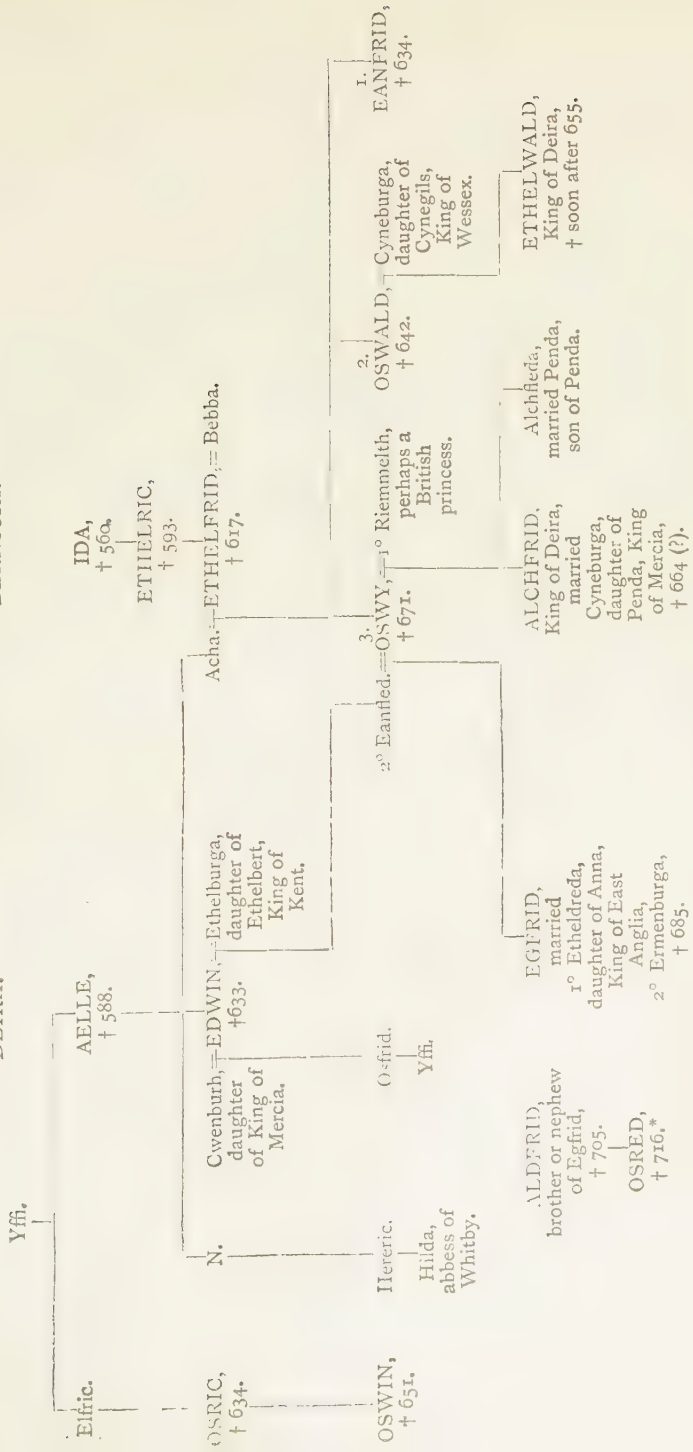 Yffi.
Elfric.
AELLE,
† 588.
IDA,
† 560.
ETHELRIC,
† 593.
OSRIC,
† 634.
N.
Cwenburh,=EDWIN,=Ethelburga,
daughter
of King of
Mercia.
†633.
daughter of
Ethelbert,
King of
Kent.
Acha.=ETHELFRID,=Bebba.
† 617.
OSWIN,
† 651.
Hereric.
Hilda,
abbess of
Whitby.
Osfrid.
Yffi.
2° Eanfled.=OSWY,=1° Riemmelth,
3.
† 671.
perhaps a
British
princess.
2.
OSWALD,=Cyneburga,
† 642.
daughter of
Cynegils,
King of
Wessex.
1.
EANFRID,
† 634.
ALDFRID,
brother or nephew
of Egfrid,
† 705.
OSRED,
† 716.*
EGFRID,
married
1° Etheldreda,
daughter of Anna,
King of East
Anglia,
2° Ermenburga,
† 685.
ALCHFRID,
King of Deira,
married
Cyneburga,
daughter of
Penda, King
of Mercia,
† 664 (?).
Alchfleda,
married Penda,
son of Penda.
ETHELWALD,
King of Deira,
† soon after 655.